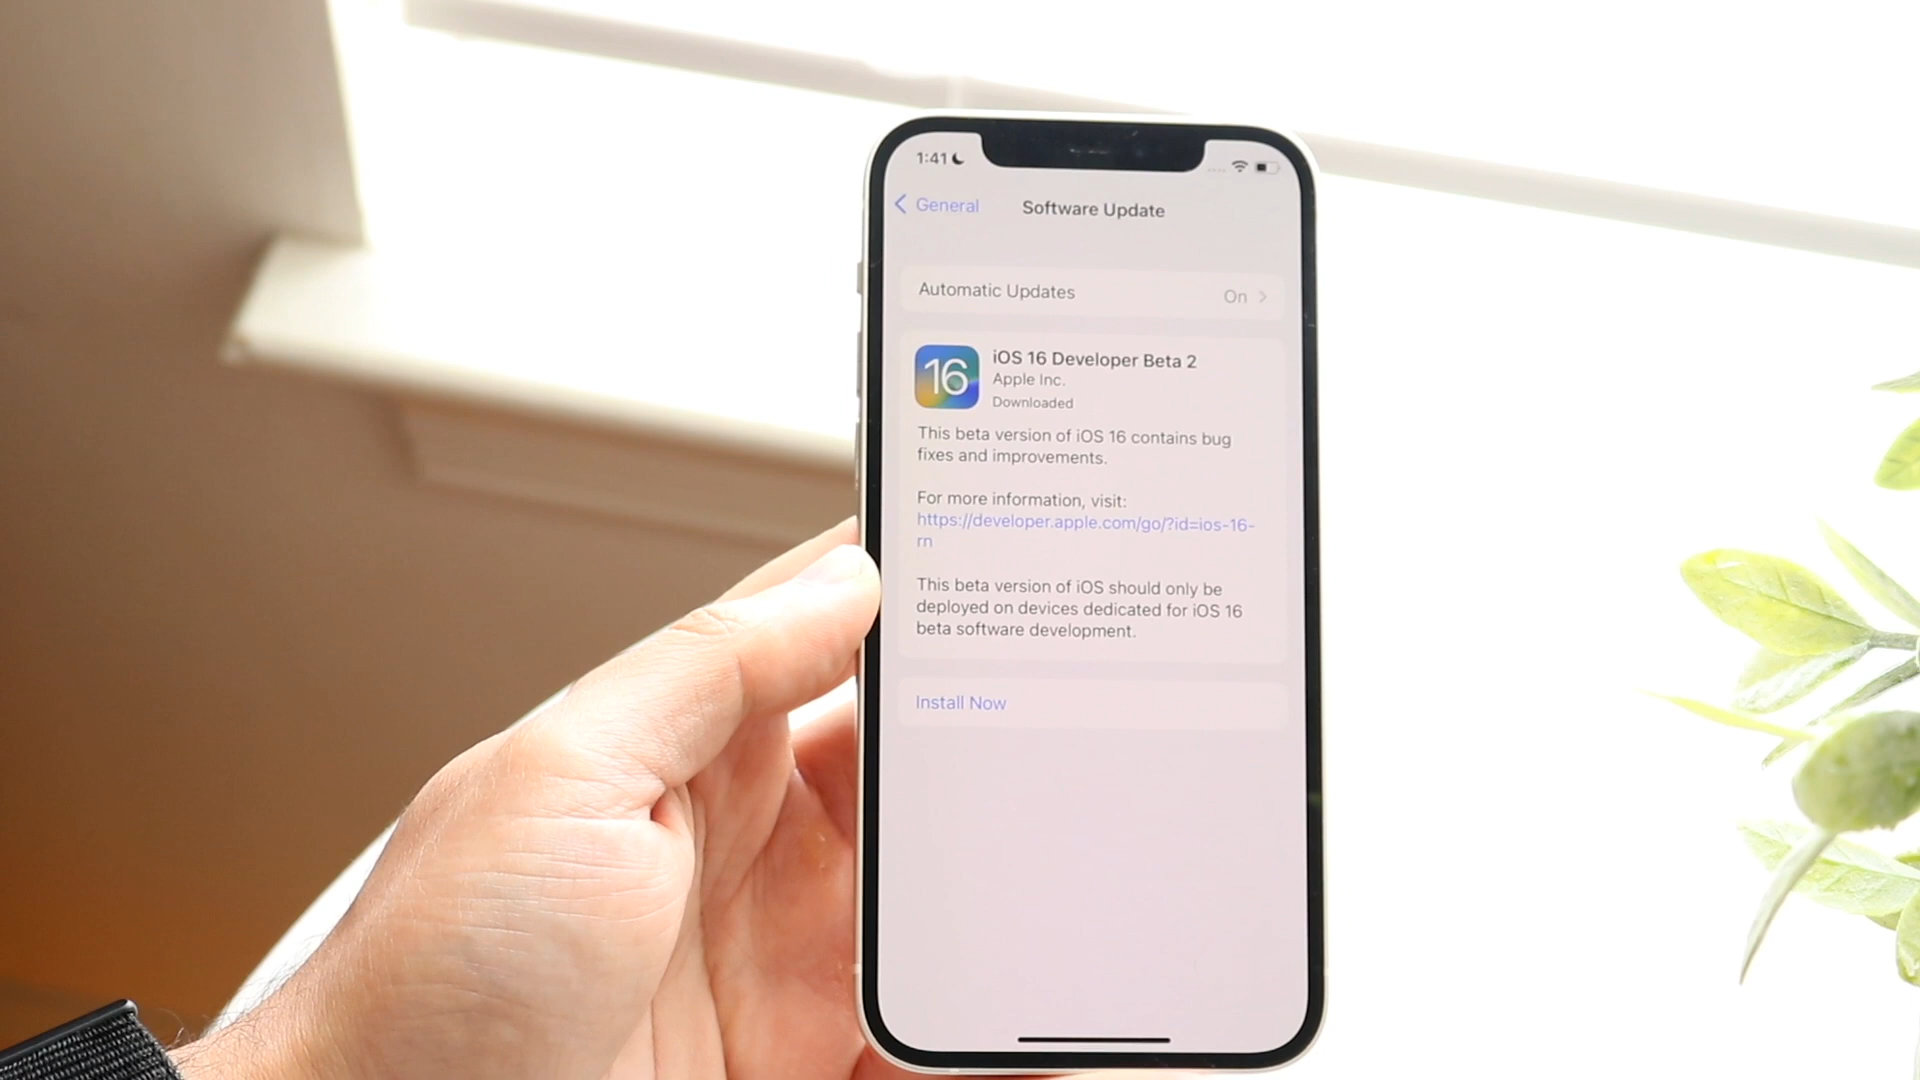 1:41
General
Software Update
Automatic Updates
On
16
iOS 16 Developer Beta 2
Apple Inc.
Downloaded
This beta version of iOS 16 contains bug
fixes and improvements.
For more information, visit:
https://developer.apple.com/go/?id=ios-16-
rn
This beta version of iOS should only be
deployed on devices dedicated for iOS 16
beta software development.
Install Now